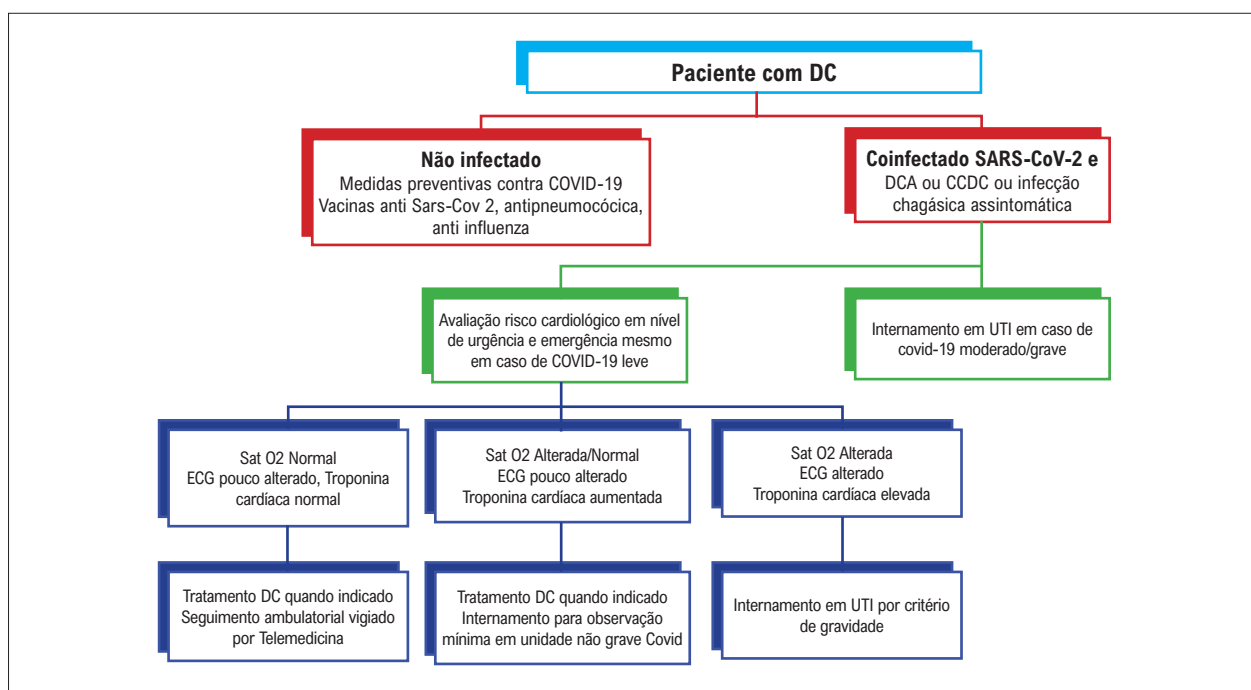 Paciente com DC
Não infectado
Medidas preventivas contra COVID-19
Vacinas anti Sars-Cov 2, antipneumocócica,
anti influenza
Coinfectado SARS-CoV-2 e
DCA ou CCDC ou infecção
chagásica assintomática
Avaliação risco cardiológico em nível
de urgência e emergência mesmo
em caso de COVID-19 leve
Internamento em UTI em caso de
covid-19 moderado/grave
Sat O2 Normal
ECG pouco alterado, Troponina
cardíaca normal
Sat O2 Alterada/Normal
ECG pouco alterado
Troponina cardíaca aumentada
Sat O2 Alterada
ECG alterado
Troponina cardíaca elevada
Tratamento DC quando indicado
Seguimento ambulatorial vigiado
por Telemedicina
Tratamento DC quando indicado
Internamento para observação
mínima em unidade não grave Covid
Internamento em UTI por critério
de gravidade